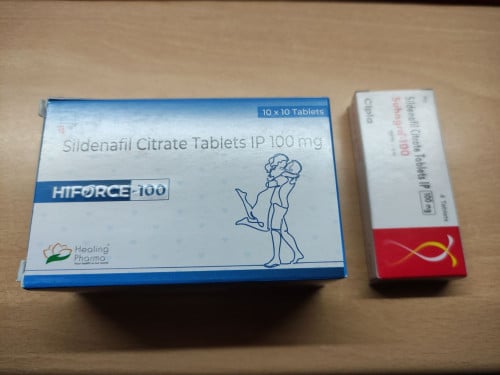 10 x 10 Tablets
Sildenafil Citrate Tablets IP 100 mg
HIFORCE-100
Healing
Pharma
Sildenafil Citrate Tablets IP 100 mg
Suhagra-100
Cipla
4 Tablets